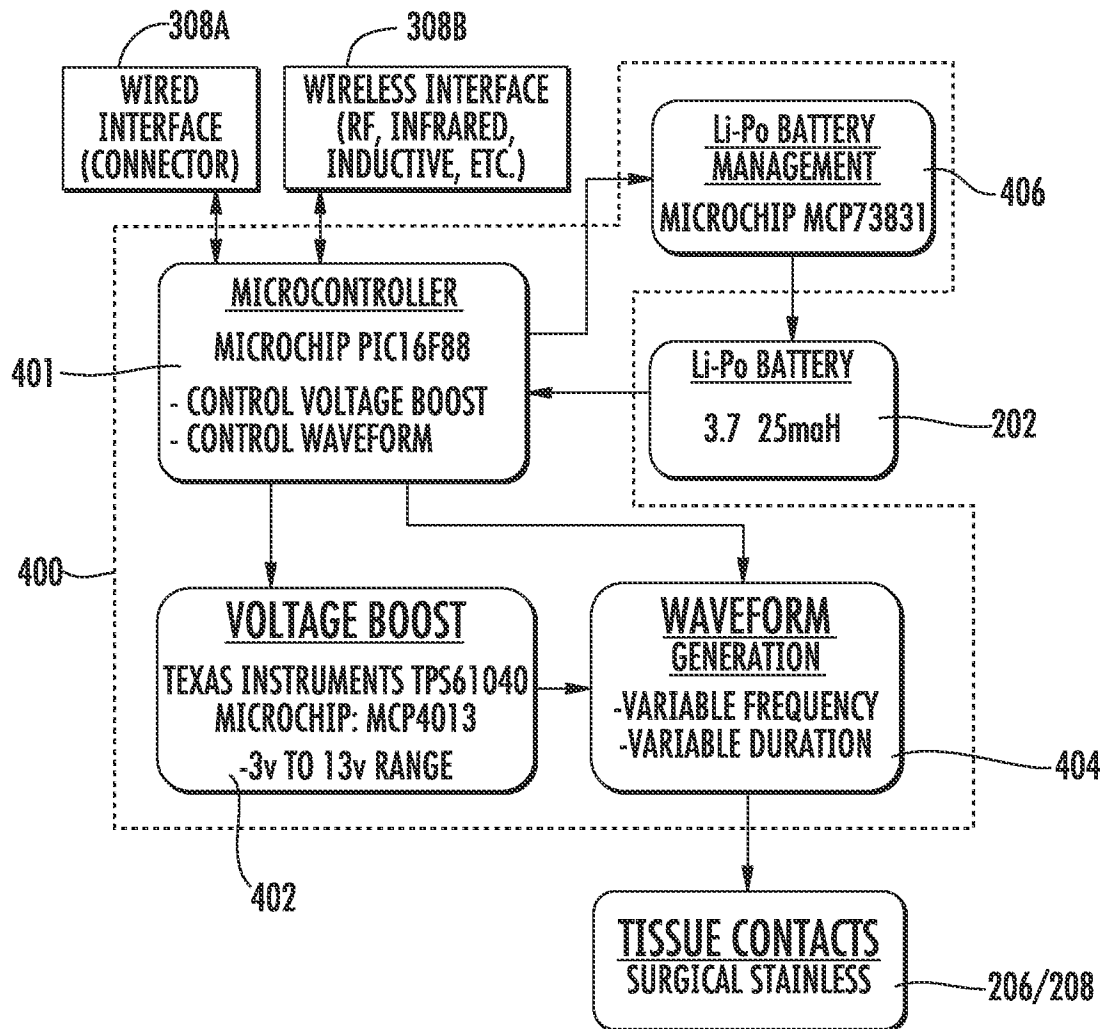 308A
308B
WIRED
INTERFACE
(CONNECTOR)
WIRELESS INTERFACE
(RF, INFRARED,
INDUCTIVE, ETC.)
Li-Po BATTERY
MANAGEMENT
MICROCHIP MCP73831
406
MICROCONTROLLER
MICROCHIP PIC16F88
- CONTROL VOLTAGE BOOST
- CONTROL WAVEFORM
401
Li-Po BATTERY
3.7 25maH
202
400
VOLTAGE BOOST
TEXAS INSTRUMENTS TPS61040
MICROCHIP: MCP4013
-3v TO 13v RANGE
402
WAVEFORM
GENERATION
-VARIABLE FREQUENCY
-VARIABLE DURATION
404
TISSUE CONTACTS
SURGICAL STAINLESS
206/208